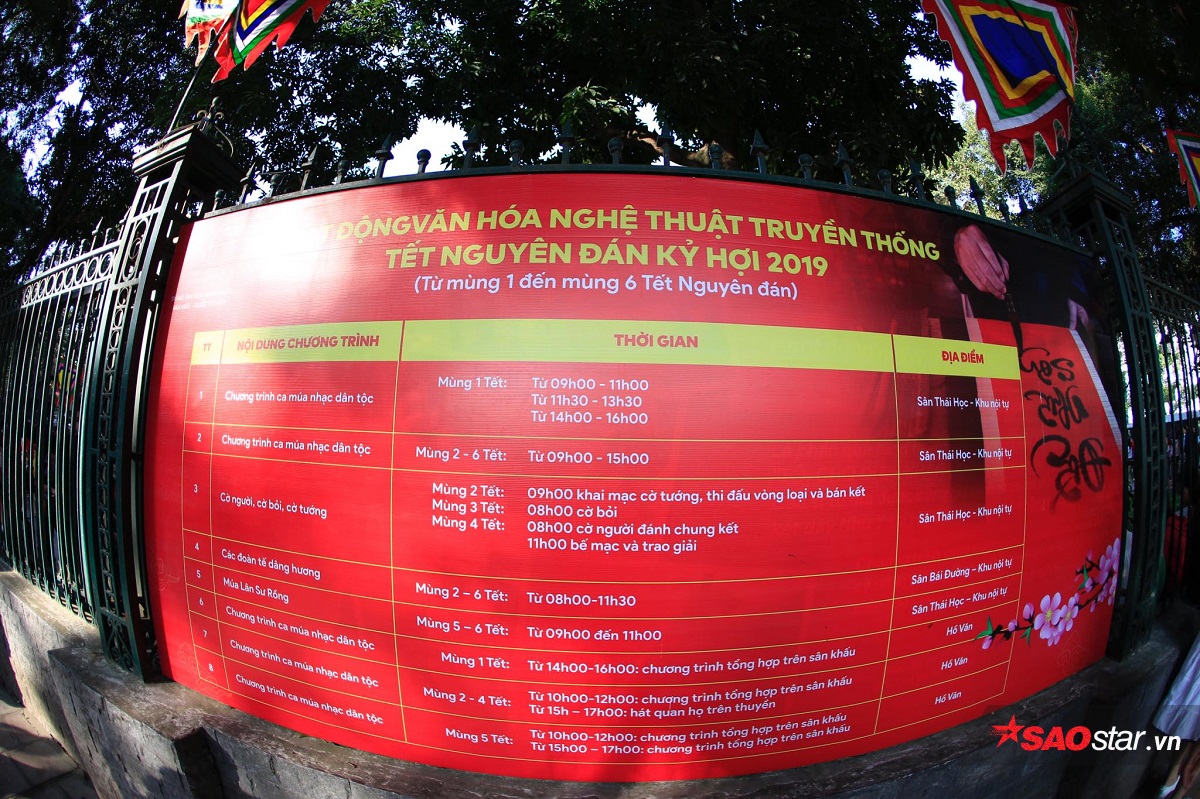 T ĐỘNG VĂN HÓA NGHỆ THUẬT TRUYỀN THỐNG
TẾT NGUYÊN ĐÁN KỶ HỢI 2019
(Từ mùng 1 đến mùng 6 Tết Nguyên đán)
TT NỘI DUNG CHƯƠNG TRÌNH THỜI GIAN ĐỊA ĐIỂM
1 Chương trình ca múa nhạc dân tộc Mùng 1 Tết: Từ 09h00 - 11h00 Sân Thái Học - Khu nội tự
Từ 11h30 - 13h30
Từ 14h00 - 16h00
2 Chương trình ca múa nhạc dân tộc Mùng 2 - 6 Tết: Từ 09h00 - 15h00 Sân Thái Học - Khu nội tự
3 Cờ người, cờ bỏi, cờ tướng Mùng 2 Tết: 09h00 khai mạc cờ tướng, thi đấu vòng loại và bán kết Sân Thái Học - Khu nội tự
Mùng 3 Tết: 08h00 cờ bỏi
Mùng 4 Tết: 08h00 cờ người đánh chung kết
11h00 bế mạc và trao giải
4 Các đoàn tế dâng hương Mùng 2 – 6 Tết: Từ 08h00-11h30 Sân Bái Đường – Khu nội tự
5 Múa Lân Sư Rồng Mùng 5 – 6 Tết: Từ 09h00 đến 11h00 Sân Thái Học – Khu nội tự
6 Chương trình ca múa nhạc dân tộc Mùng 1 Tết: Từ 14h00-16h00: chương trình tổng hợp trên sân khấu Hồ Văn
7 Chương trình ca múa nhạc dân tộc Mùng 2 - 4 Tết: Từ 10h00-12h00: chương trình tổng hợp trên sân khấu Hồ Văn
Từ 15h – 17h00: hát quan họ trên thuyền
8 Chương trình ca múa nhạc dân tộc Mùng 5 Tết: Từ 10h00-12h00: chương trình tổng hợp trên sân khấu Hồ Văn
Từ 15h00 – 17h00: chương trình tổng hợp trên sân khấu
SAOstar.vn